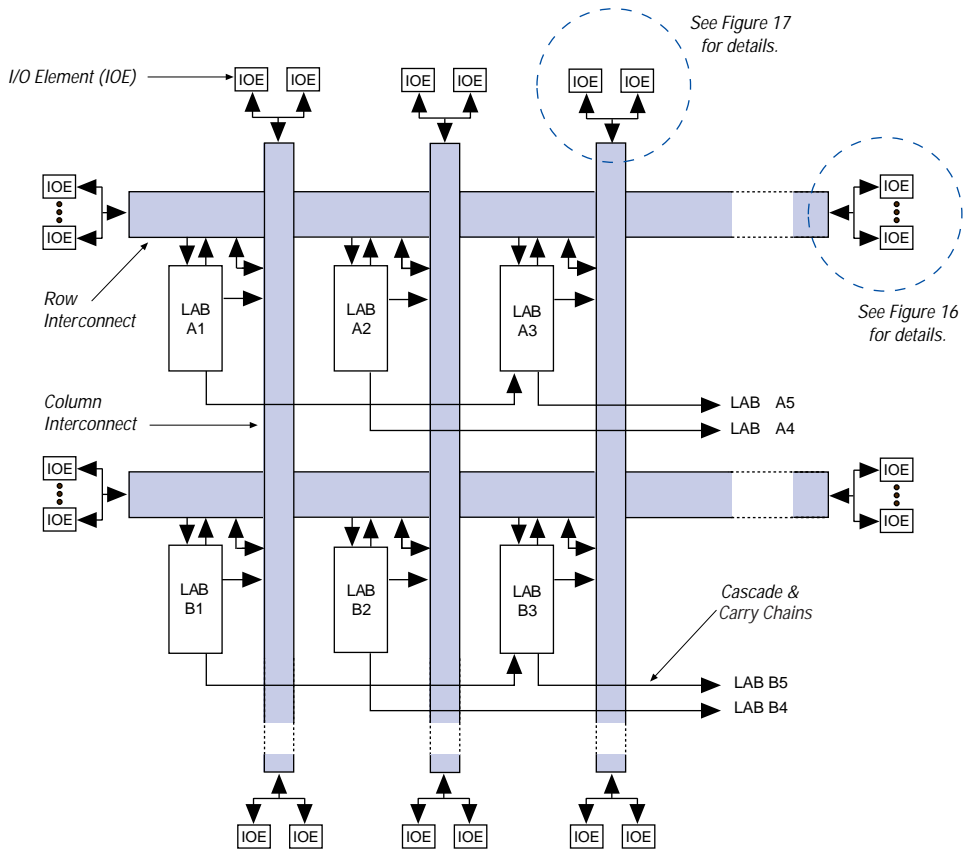 See Figure 17
for details.
I/O Element (IOE)
IOE IOE IOE IOE IOE IOE
IOE IOE
IOE IOE
Row
Interconnect
LAB
A1
LAB
A2
LAB
A3
See Figure 16
for details.
Column
Interconnect
LAB A5
LAB A4
IOE IOE
IOE IOE
LAB
B1
LAB
B2
LAB
B3
Cascade &
Carry Chains
LAB B5
LAB B4
IOE IOE IOE IOE IOE IOE